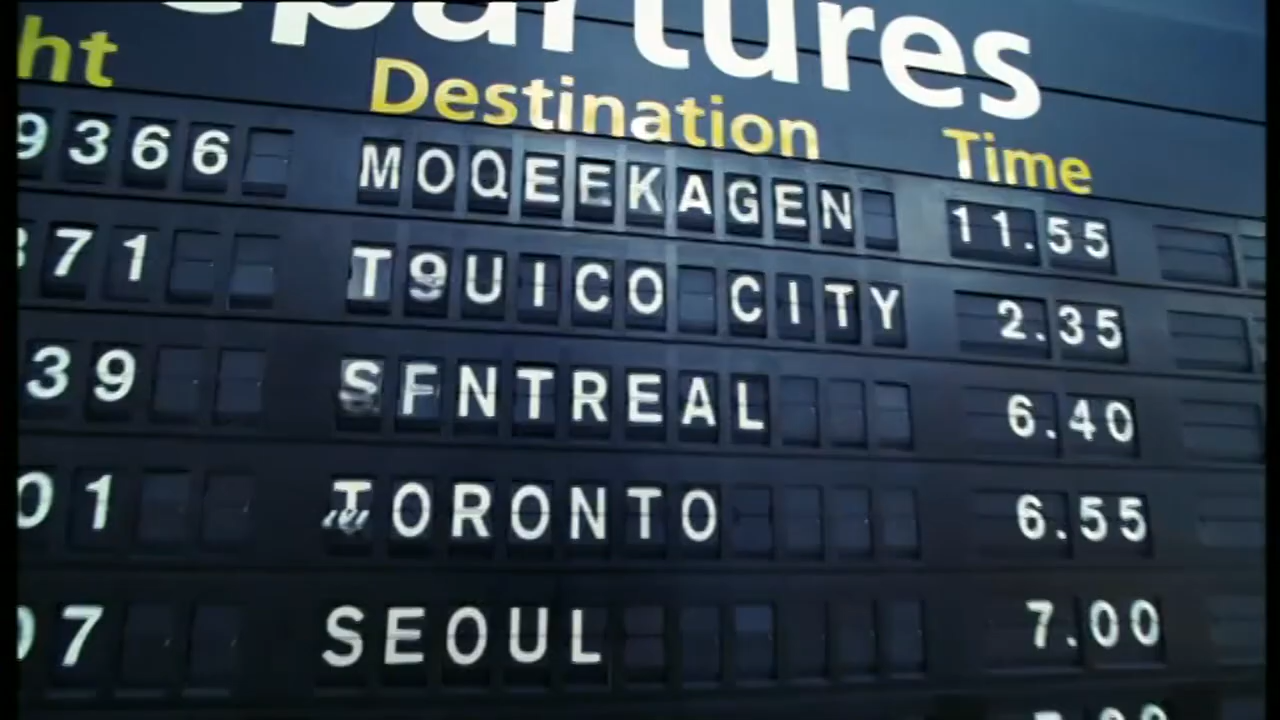 epartures
ht Destination Time
9366 MOQEEKAGEN 11.55
371 T9UICO CITY 2.35
39 SFNTREAL 6.40
01 TORONTO 6.55
07 SEOUL 7.00